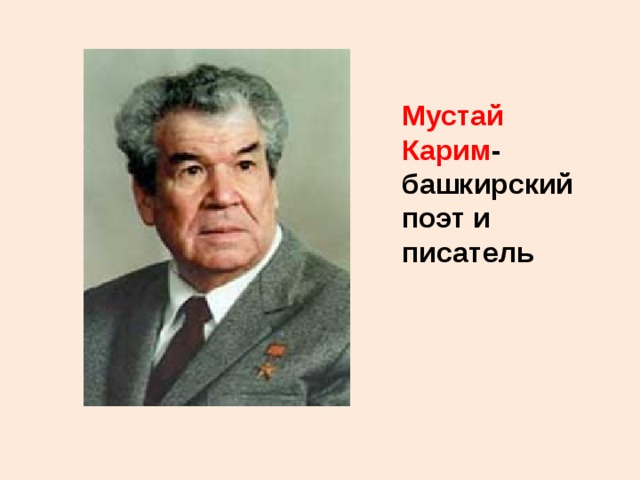 Мустай
Карим-
башкирский
поэт и
писатель